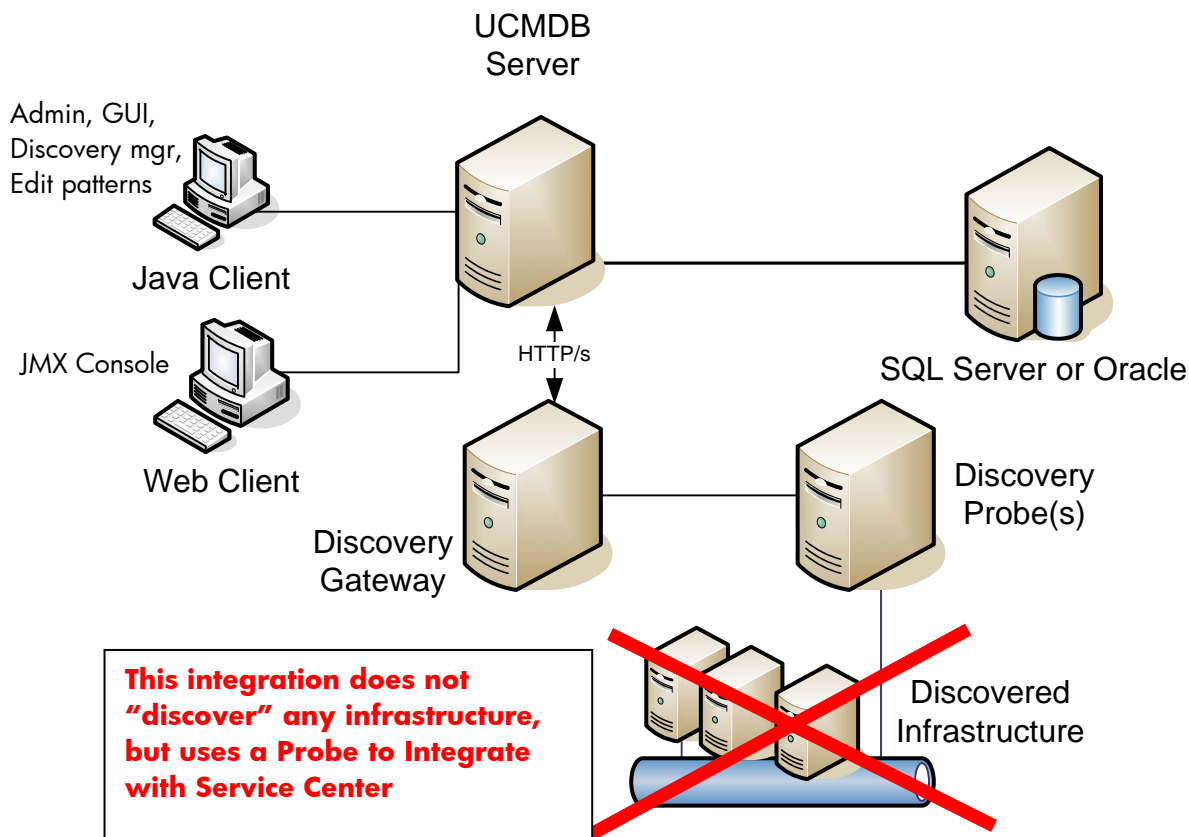 UCMDB
Server
Admin, GUI,
Discovery mgr,
Edit patterns
Java Client
JMX Console
Web Client
HTTP/s
SQL Server or Oracle
Discovery
Gateway
Discovery
Probe(s)
This integration does not
“discover” any infrastructure,
but uses a Probe to Integrate
with Service Center
Discovered
Infrastructure